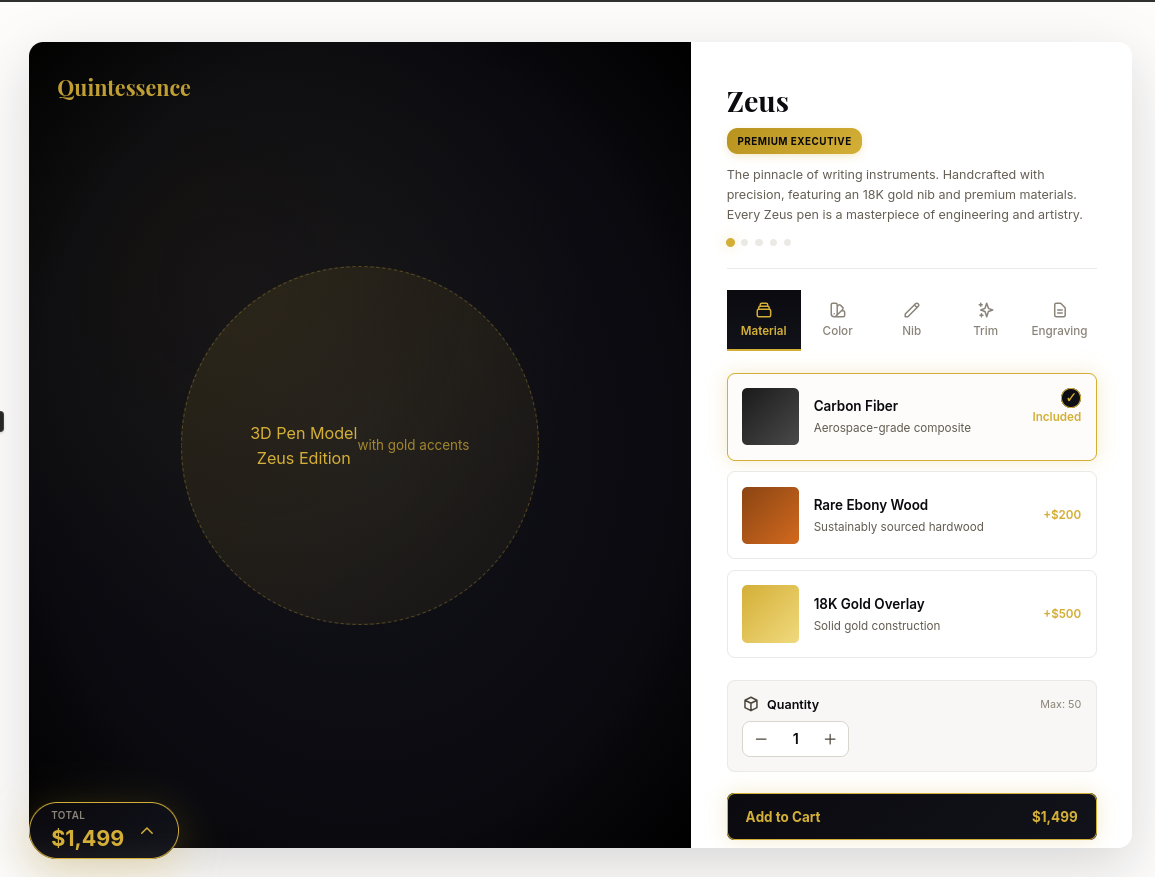 Quintessence
3D Pen Model
Zeus Edition
with gold accents
TOTAL
$1,499
Zeus
PREMIUM EXECUTIVE
The pinnacle of writing instruments. Handcrafted with
precision, featuring an 18K gold nib and premium materials.
Every Zeus pen is a masterpiece of engineering and artistry.
Material
Color
Nib
Trim
Engraving
Carbon Fiber
Aerospace-grade composite
✓
Included
Rare Ebony Wood
Sustainably sourced hardwood
+$200
18K Gold Overlay
Solid gold construction
+$500
Quantity
Max: 50
1
Add to Cart
$1,499